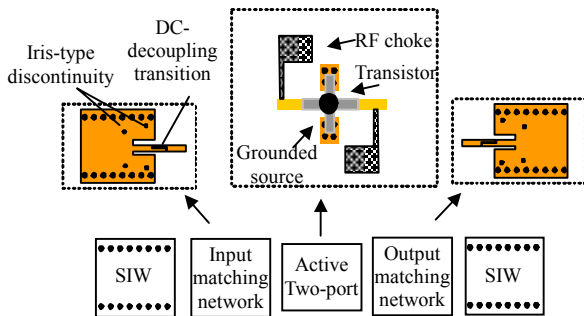 Iris-type
discontinuity
DC-
decoupling
transition
RF choke
Transistor
Grounded
source
SIW
Input
matching
network
Active
Two-port
Output
matching
network
SIW